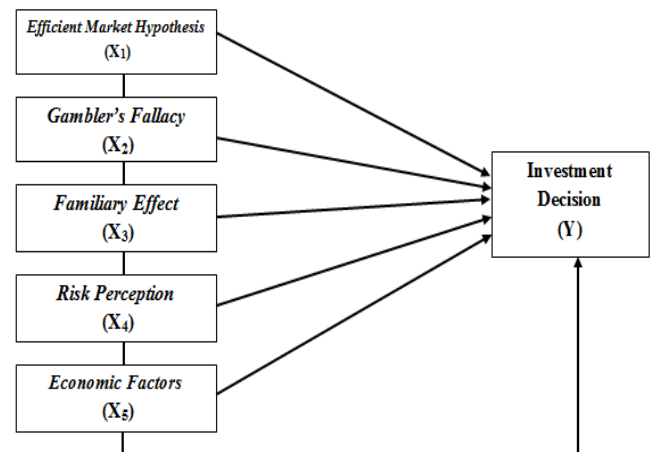 Efficient Market Hypothesis
(X₁)
Gambler's Fallacy
(X₂)
Familiary Effect
(X₃)
Risk Perception
(X₄)
Economic Factors
(X₅)
Investment
Decision
(Y)